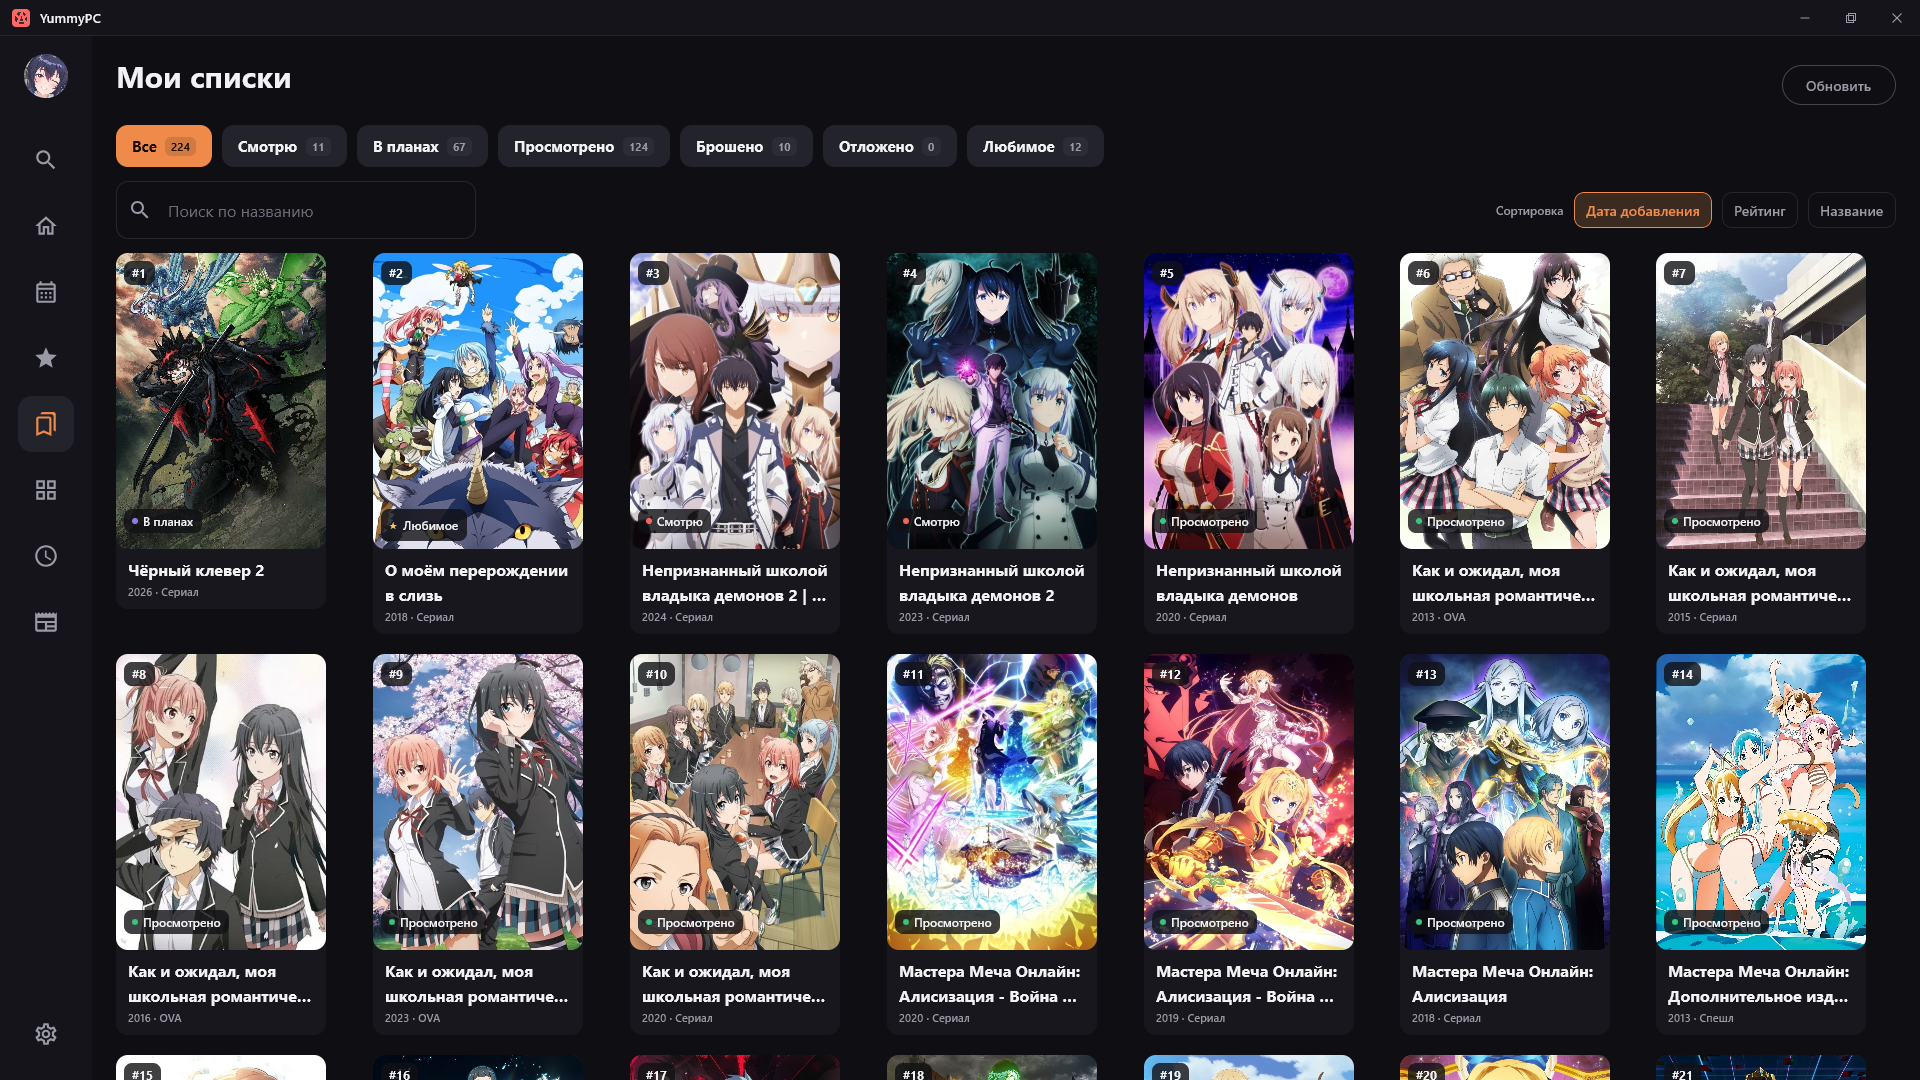 YummyPC
Мои списки
Обновить
Все 224
Смотрю 11
В планах 67
Просмотрено 124
Брошено 10
Отложено 0
Любимое 12
Поиск по названию
Сортировка
Дата добавления
Рейтинг
Название
#1
В планах
Чёрный клевер 2
2026 · Сериал
#2
Любимое
О моём перерождении
в слизь
2018 · Сериал
#3
Смотрю
Непризнанный школой
владыка демонов 2 | ...
2024 · Сериал
#4
Смотрю
Непризнанный школой
владыка демонов 2
2023 · Сериал
#5
Просмотрено
Непризнанный школой
владыка демонов
2020 · Сериал
#6
Просмотрено
Как и ожидал, моя
школьная романтиче...
2013 · OVA
#7
Просмотрено
Как и ожидал, моя
школьная романтиче...
2015 · Сериал
#8
Просмотрено
Как и ожидал, моя
школьная романтиче...
2016 · OVA
#9
Просмотрено
Как и ожидал, моя
школьная романтиче...
2023 · OVA
#10
Просмотрено
Как и ожидал, моя
школьная романтиче...
2020 · Сериал
#11
Просмотрено
Мастера Меча Онлайн:
Алисизация - Война ...
2020 · Сериал
#12
Просмотрено
Мастера Меча Онлайн:
Алисизация - Война ...
2019 · Сериал
#13
Просмотрено
Мастера Меча Онлайн:
Алисизация
2018 · Сериал
#14
Просмотрено
Мастера Меча Онлайн:
Дополнительное изд...
2013 · Спешл
#15
#16
#17
#18
#19
#20
#21